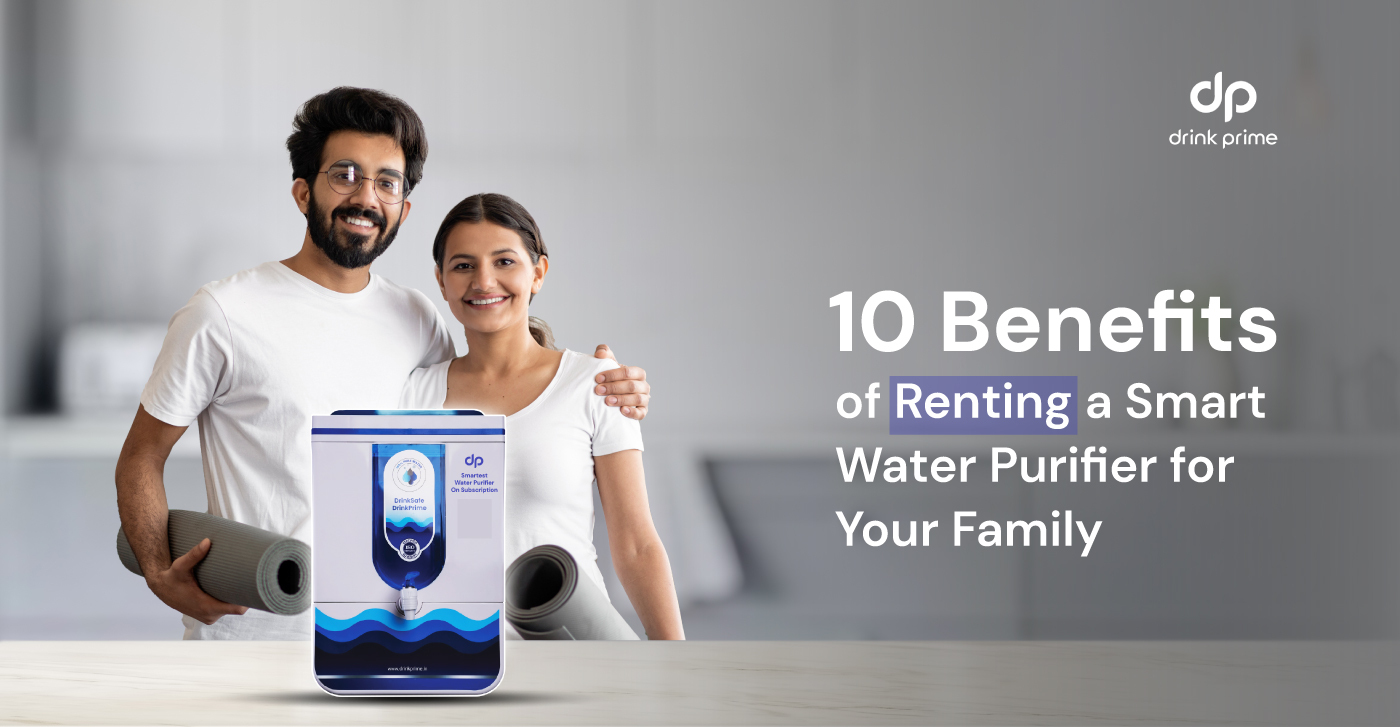 dp
drink prime
10 Benefits
of Renting a Smart
Water Purifier for
Your Family
dp
Smartest
Water Purifier
On Subscription
DrinkSafe
DrinkPrime
www.drinkprime.in